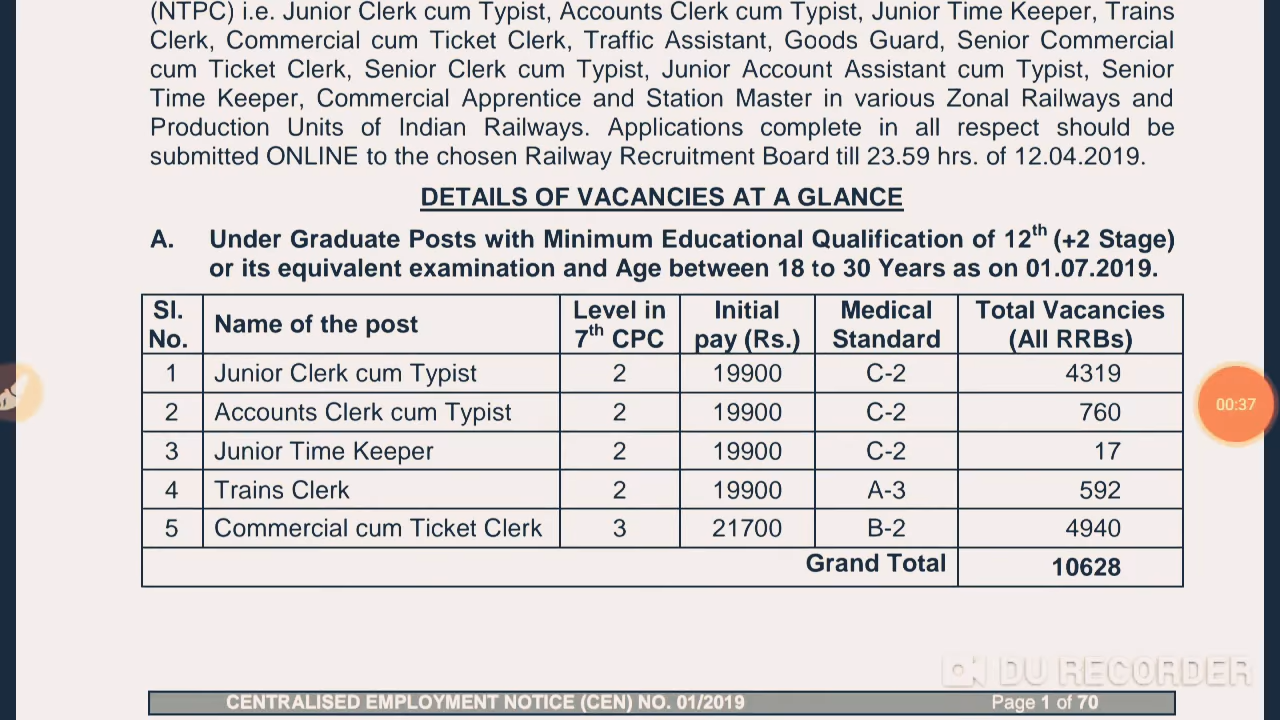 (NTPC) i.e. Junior Clerk cum Typist, Accounts Clerk cum Typist, Junior Time Keeper, Trains
Clerk, Commercial cum Ticket Clerk, Traffic Assistant, Goods Guard, Senior Commercial
cum Ticket Clerk, Senior Clerk cum Typist, Junior Account Assistant cum Typist, Senior
Time Keeper, Commercial Apprentice and Station Master in various Zonal Railways and
Production Units of Indian Railways. Applications complete in all respect should be
submitted ONLINE to the chosen Railway Recruitment Board till 23.59 hrs. of 12.04.2019.
DETAILS OF VACANCIES AT A GLANCE
A. Under Graduate Posts with Minimum Educational Qualification of 12th (+2 Stage)
or its equivalent examination and Age between 18 to 30 Years as on 01.07.2019.
Sl. No. Name of the post Level in 7th CPC Initial pay (Rs.) Medical Standard Total Vacancies (All RRBs)
1 Junior Clerk cum Typist 2 19900 C-2 4319
2 Accounts Clerk cum Typist 2 19900 C-2 760
3 Junior Time Keeper 2 19900 C-2 17
4 Trains Clerk 2 19900 A-3 592
5 Commercial cum Ticket Clerk 3 21700 B-2 4940
Grand Total 10628
00:37
DU RECORDER
CENTRALISED EMPLOYMENT NOTICE (CEN) NO. 01/2019 Page 1 of 70